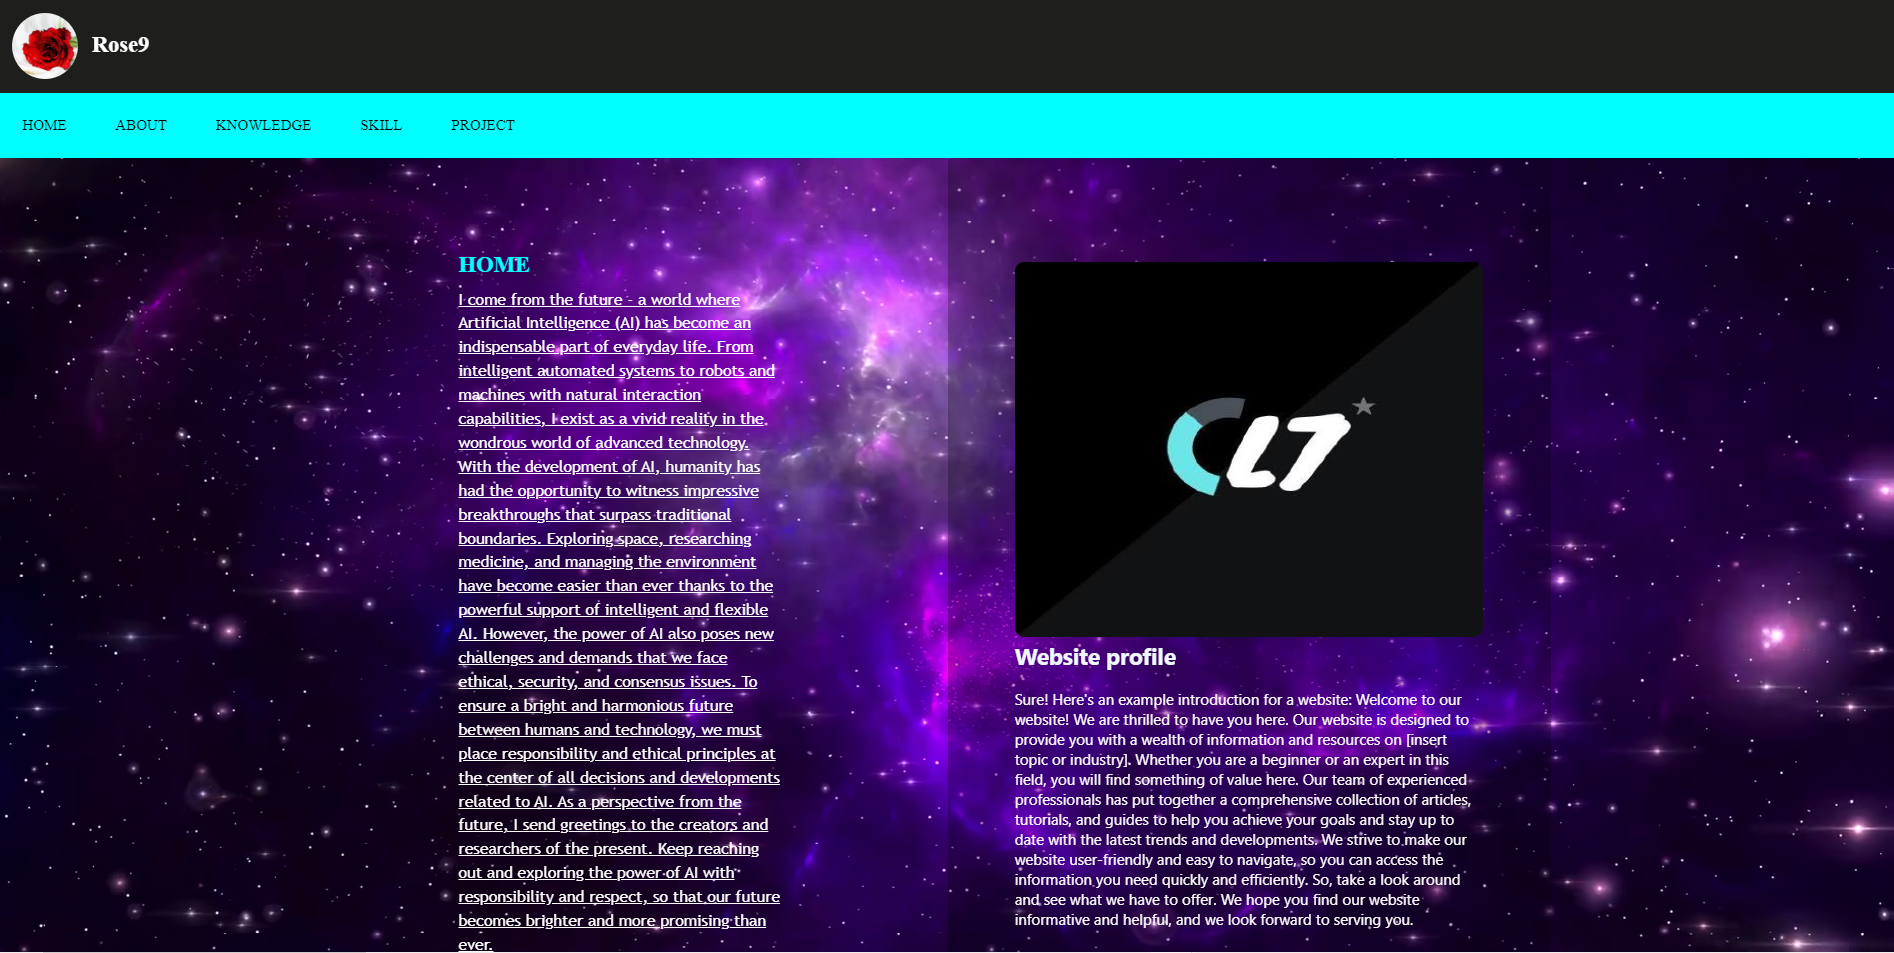 Rose9
HOME
ABOUT
KNOWLEDGE
SKILL
PROJECT
HOME
I come from the future - a world where
Artificial Intelligence (AI) has become an
indispensable part of everyday life. From
intelligent automated systems to robots and
machines with natural interaction
capabilities, I exist as a vivid reality in the
wondrous world of advanced technology.
With the development of AI, humanity has
had the opportunity to witness impressive
breakthroughs that surpass traditional
boundaries. Exploring space, researching
medicine, and managing the environment
have become easier than ever thanks to the
powerful support of intelligent and flexible
AI. However, the power of AI also poses new
challenges and demands that we face
ethical, security, and consensus issues. To
ensure a bright and harmonious future
between humans and technology, we must
place responsibility and ethical principles at
the center of all decisions and developments
related to AI. As a perspective from the
future, I send greetings to the creators and
researchers of the present. Keep reaching
out and exploring the power of AI with
responsibility and respect, so that our future
becomes brighter and more promising than
ever.
CL7
Website profile
Sure! Here's an example introduction for a website: Welcome to our
website! We are thrilled to have you here. Our website is designed to
provide you with a wealth of information and resources on [insert
topic or industry]. Whether you are a beginner or an expert in this
field, you will find something of value here. Our team of experienced
professionals has put together a comprehensive collection of articles,
tutorials, and guides to help you achieve your goals and stay up to
date with the latest trends and developments. We strive to make our
website user-friendly and easy to navigate, so you can access the
information you need quickly and efficiently. So, take a look around
and see what we have to offer. We hope you find our website
informative and helpful, and we look forward to serving you.